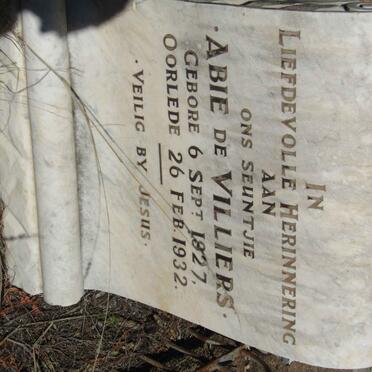 IN
LIEFDEVOLLE HERINNERING
AAN
ONS SEUNTJIE
ABIE DE VILLIERS.
GEBORE 6 SEPT. 1927,
OORLEDE 26 FEB. 1932.
VEILIG BY JESUS.